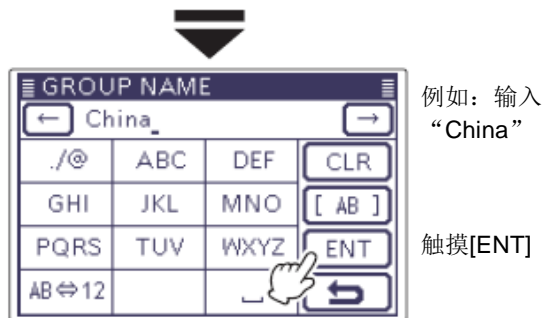 GROUP NAME
← China_ →
./@ ABC DEF CLR
GHI JKL MNO [ AB ]
PQRS TUV WXYZ ENT
AB⇔12 ␣ ⮌
例如：输入
“China”
触摸[ENT]